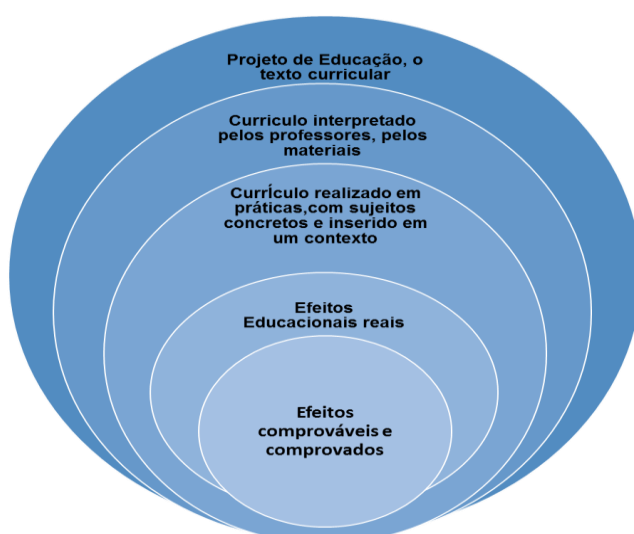 Projeto de Educação, o
texto curricular
Curriculo interpretado
pelos professores, pelos
materiais
CurrÍculo realizado em
práticas,com sujeitos
concretos e inserido em
um contexto
Efeitos
Educacionais reais
Efeitos
comprováveis e
comprovados